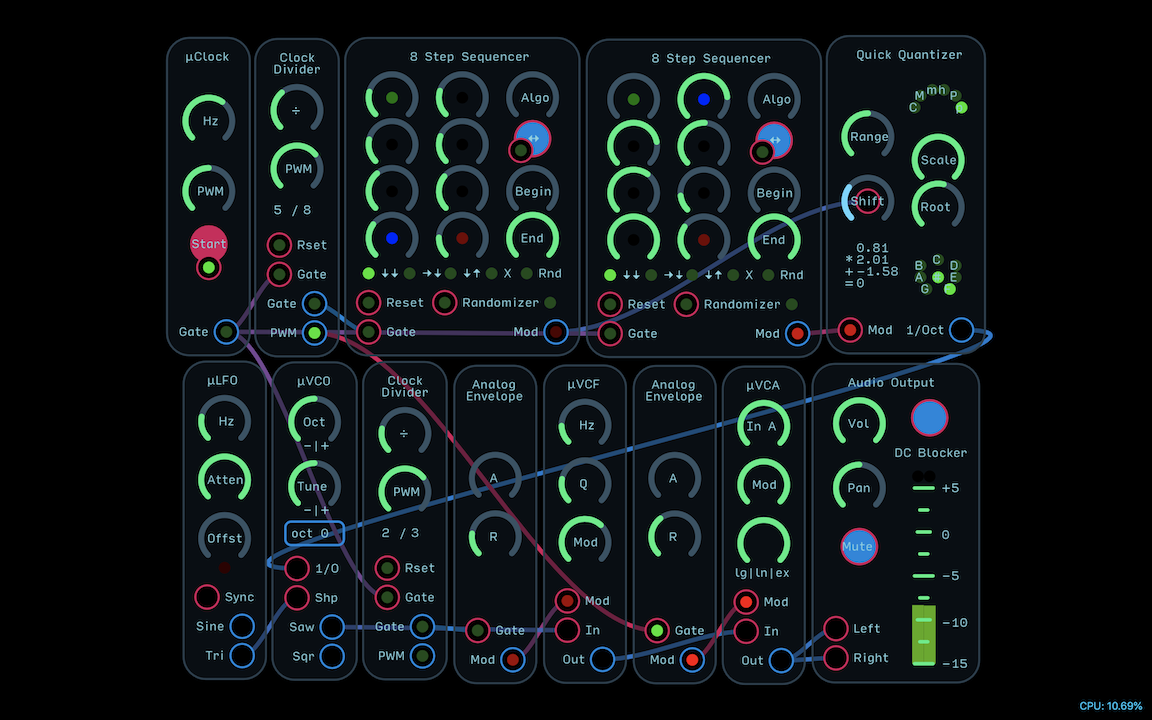 µClock
Hz
PWM
Start
Gate
Clock
Divider
÷
PWM
5 / 8
Rset
Gate
Gate
PWM
8 Step Sequencer
Algo
↔
Begin
End
↓↓ →↓ ↓↑ X Rnd
Reset Randomizer
Gate Mod
8 Step Sequencer
Algo
↔
Begin
End
↓↓ →↓ ↓↑ X Rnd
Reset Randomizer
Gate Mod
Quick Quantizer
C M m h P P
Range
Scale
Shift
Root
0.81
*2.01
+-1.58
=0
B C D
A E
G F
Mod 1/Oct
µLFO
Hz
Atten
Offst
Sync
Sine
Tri
µVCO
Oct
-|+
Tune
-|+
oct 0
1/O
Shp
Saw
Sqr
Clock
Divider
÷
PWM
2 / 3
Rset
Gate
Gate
PWM
Analog
Envelope
A
R
Gate
Mod
µVCF
Hz
Q
Mod
Mod
In
Out
Analog
Envelope
A
R
Gate
Mod
µVCA
In A
Mod
lg|ln|ex
Mod
In
Out
Audio Output
Vol
DC Blocker
Pan
Mute
+5
0
-5
-10
-15
Left
Right
CPU: 10.69%